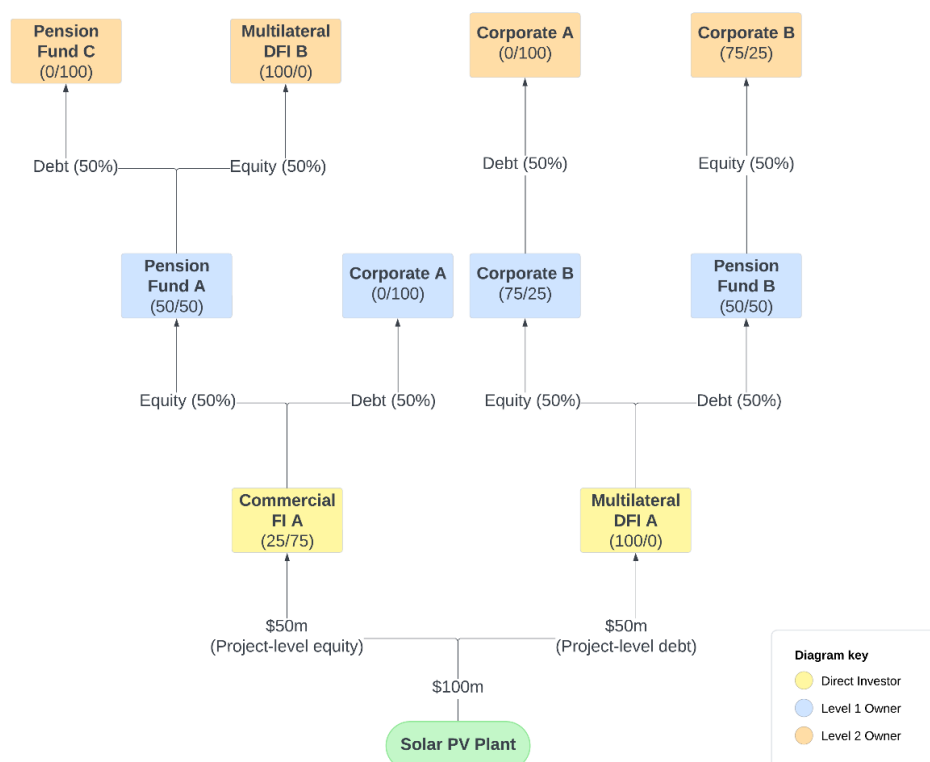 Pension
Fund C
(0/100)
Multilateral
DFI B
(100/0)
Corporate A
(0/100)
Corporate B
(75/25)
Debt (50%)
Equity (50%)
Debt (50%)
Equity (50%)
Pension
Fund A
(50/50)
Corporate A
(0/100)
Corporate B
(75/25)
Pension
Fund B
(50/50)
Equity (50%)
Debt (50%)
Equity (50%)
Debt (50%)
Commercial
FI A
(25/75)
Multilateral
DFI A
(100/0)
$50m
(Project-level equity)
$50m
(Project-level debt)
$100m
Solar PV Plant
Diagram key
Direct Investor
Level 1 Owner
Level 2 Owner